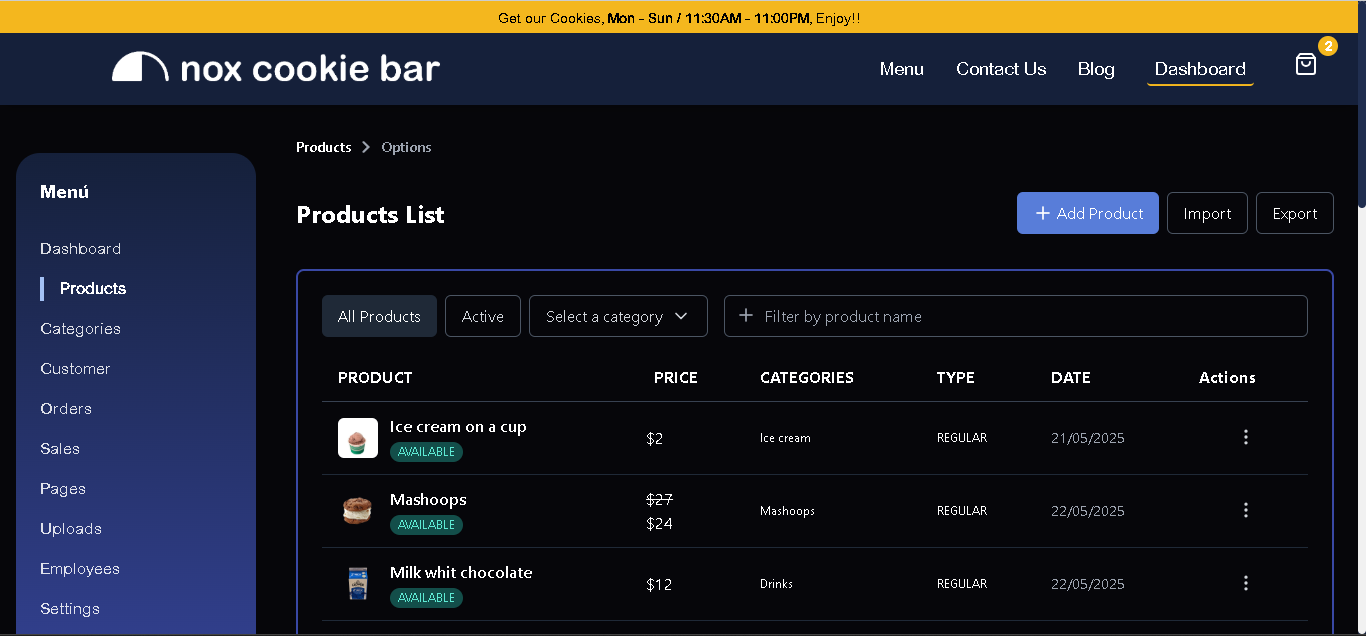 Get our Cookies, Mon - Sun / 11:30AM - 11:00PM, Enjoy!!
nox cookie bar
Menu
Contact Us
Blog
Dashboard
2
Menú
Dashboard
Products
Categories
Customer
Orders
Sales
Pages
Uploads
Employees
Settings
Products
Options
Products List
Add Product
Import
Export
All Products
Active
Select a category
Filter by product name
PRODUCT PRICE CATEGORIES TYPE DATE Actions
Ice cream on a cup
AVAILABLE
$2
Ice cream
REGULAR
21/05/2025
Mashoops
AVAILABLE
$27
$24
Mashoops
REGULAR
22/05/2025
Milk whit chocolate
AVAILABLE
$12
Drinks
REGULAR
22/05/2025